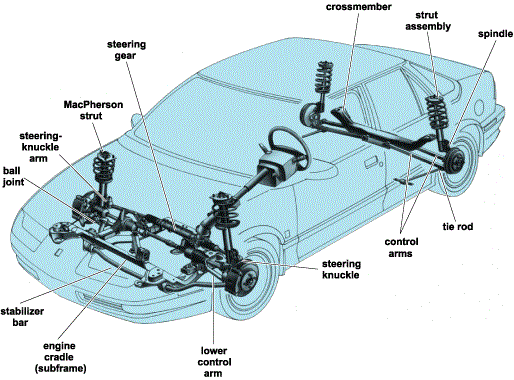 crossmember
strut
assembly
spindle
steering
gear
MacPherson
strut
steering-
knuckle
arm
ball
joint
tie rod
control
arms
steering
knuckle
stabilizer
bar
engine
cradle
(subframe)
lower
control
arm